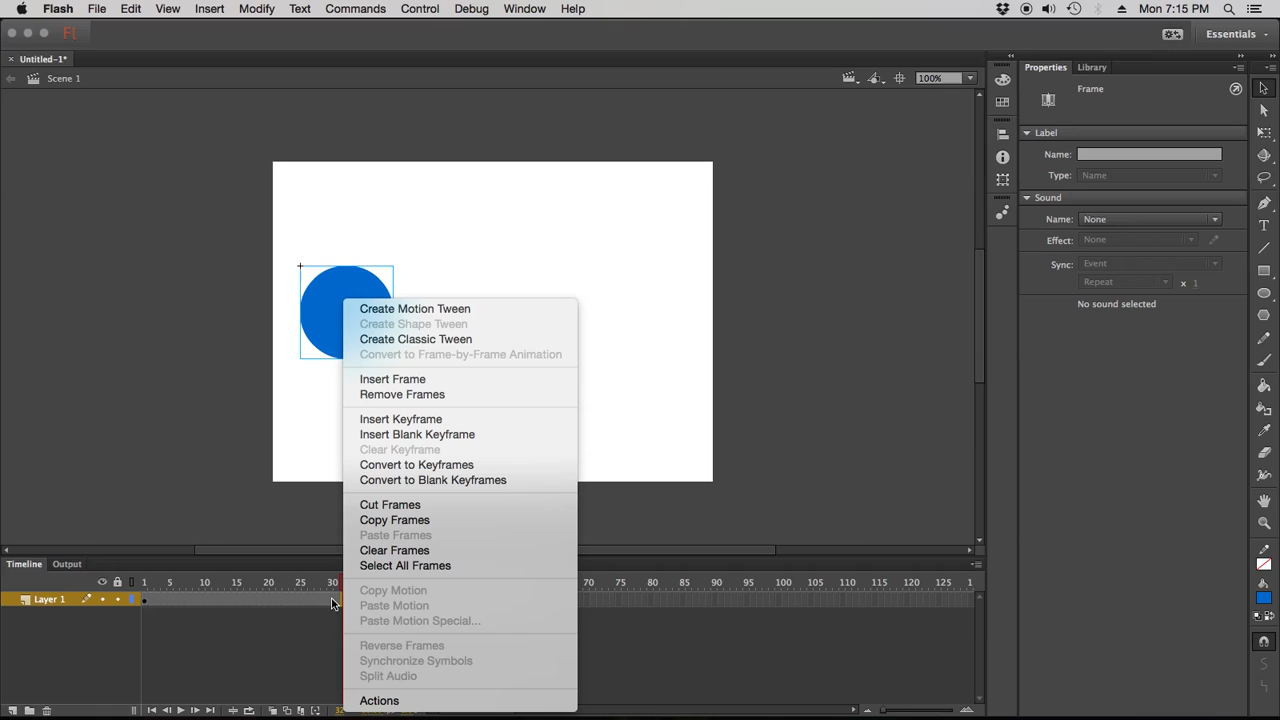 Flash File Edit View Insert Modify Text Commands Control Debug Window Help Mon 7:15 PM
Fl Essentials
× Untitled-1*
Scene 1 100%
Properties Library
Frame
Label
Name:
Type: Name
Sound
Name: None
Effect: None
Sync: Event
Repeat x 1
No sound selected
Create Motion Tween
Create Shape Tween
Create Classic Tween
Convert to Frame-by-Frame Animation
Insert Frame
Remove Frames
Insert Keyframe
Insert Blank Keyframe
Clear Keyframe
Convert to Keyframes
Convert to Blank Keyframes
Cut Frames
Copy Frames
Paste Frames
Clear Frames
Select All Frames
Copy Motion
Paste Motion
Paste Motion Special...
Reverse Frames
Synchronize Symbols
Split Audio
Actions
Timeline Output
1 5 10 15 20 25 30 70 75 80 85 90 95 100 105 110 115 120 125 1
Layer 1